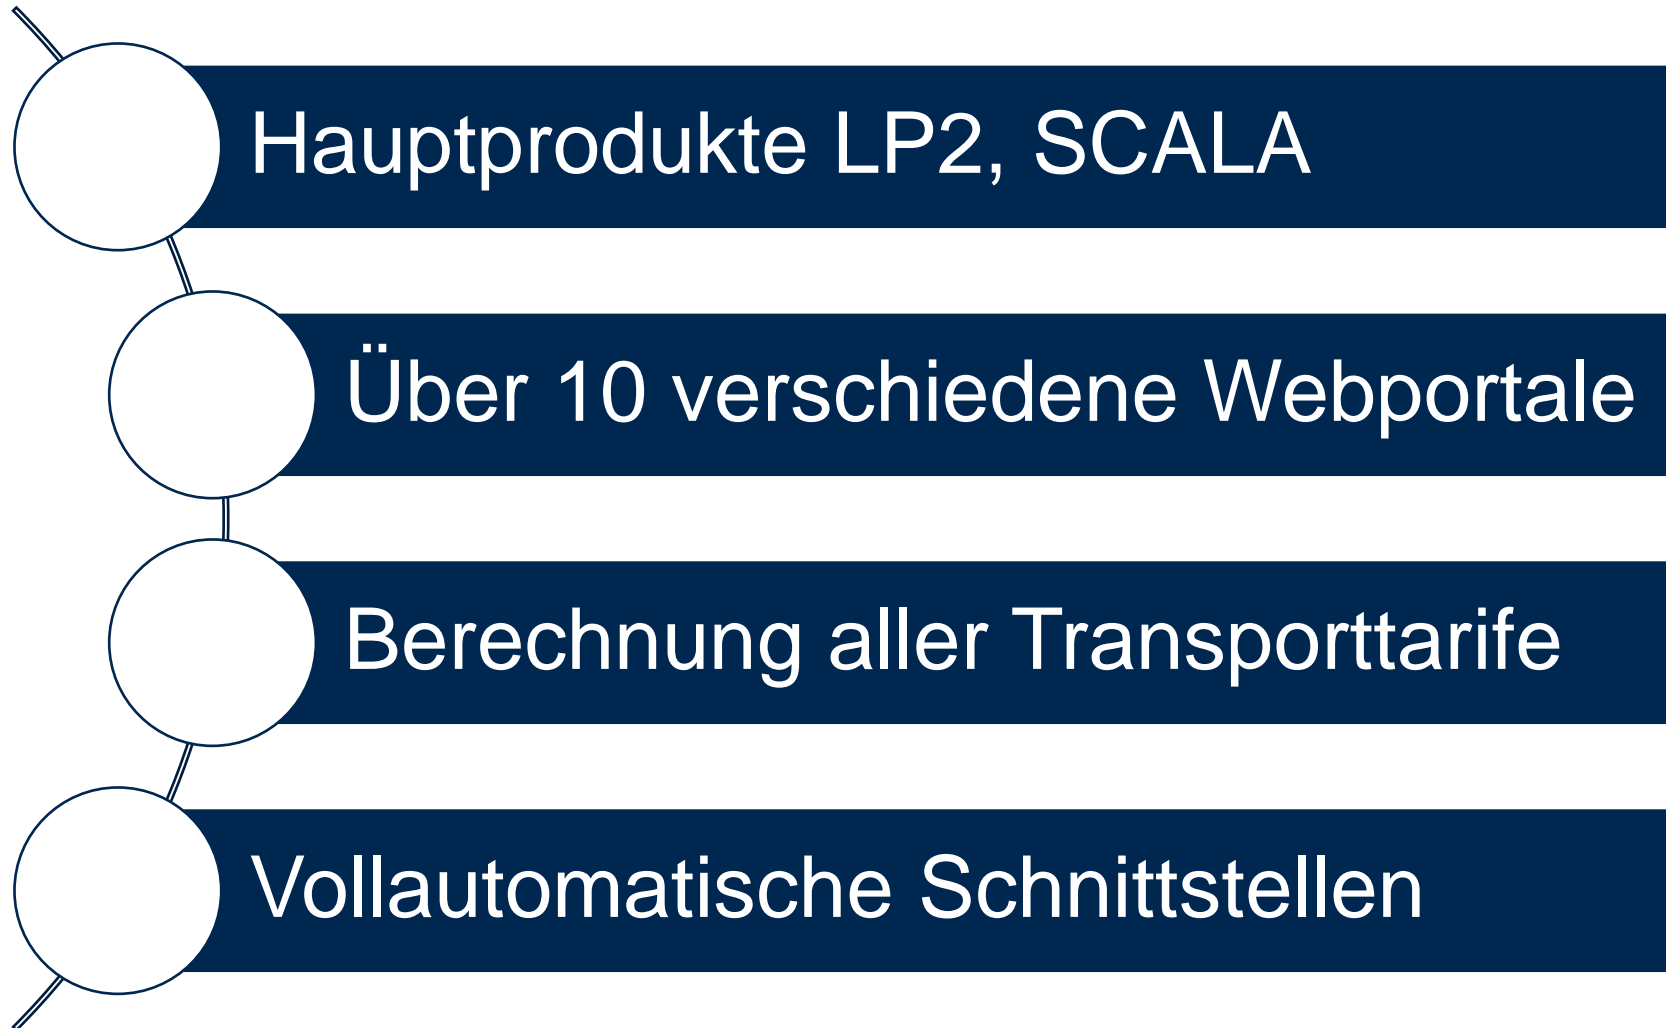 Hauptprodukte LP2, SCALA
Über 10 verschiedene Webportale
Berechnung aller Transporttarife
Vollautomatische Schnittstellen